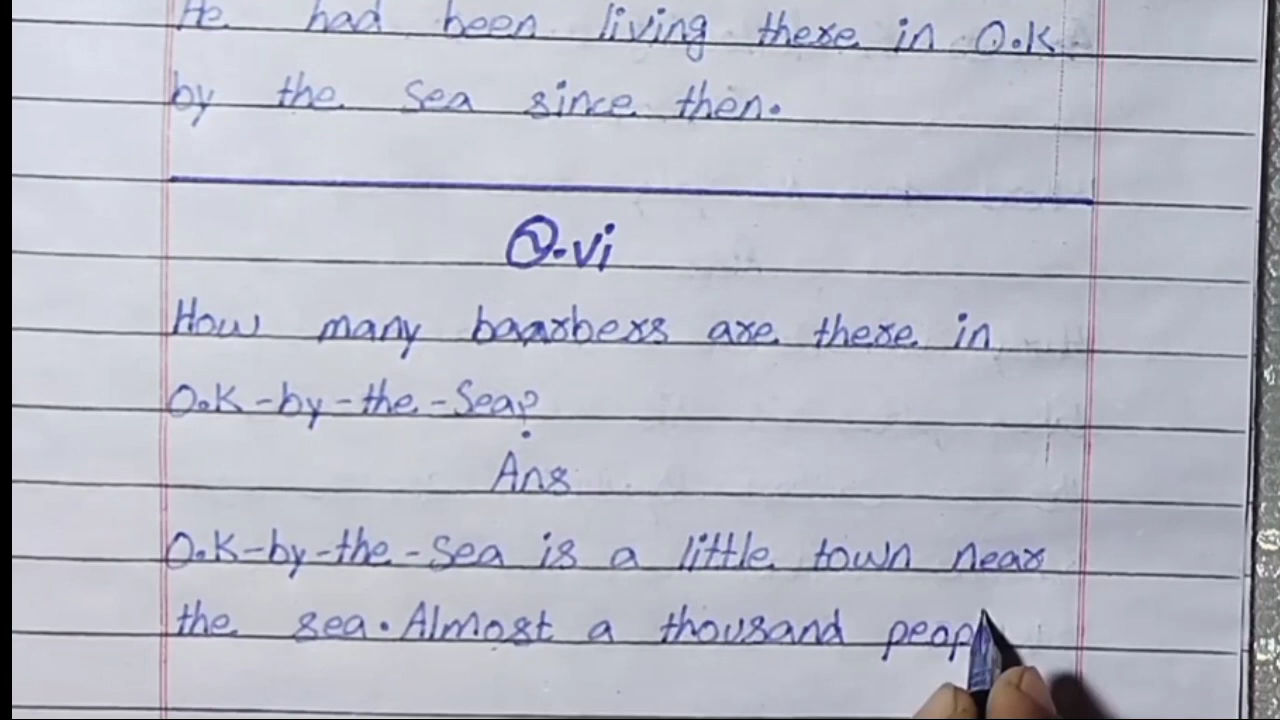 He had been living there in O.K
by the sea since then.
Q.vi
How many baarbers are there in
O.K-by-the-Sea?
Ans
O.K-by-the-Sea is a little town near
the sea. Almost a thousand peop